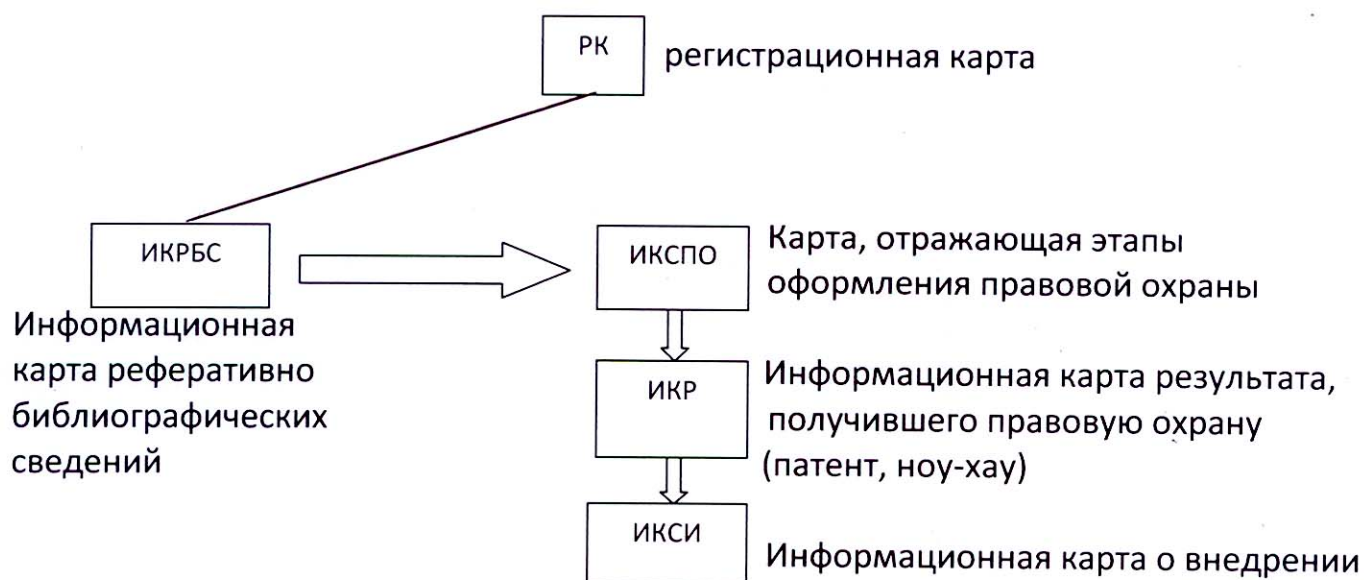 РК
регистрационная карта
ИКРБС
Информационная
карта реферативно
библиографических
сведений
ИКСПО
Карта, отражающая этапы
оформления правовой охраны
ИКР
Информационная карта результата,
получившего правовую охрану
(патент, ноу-хау)
ИКСИ
Информационная карта о внедрении